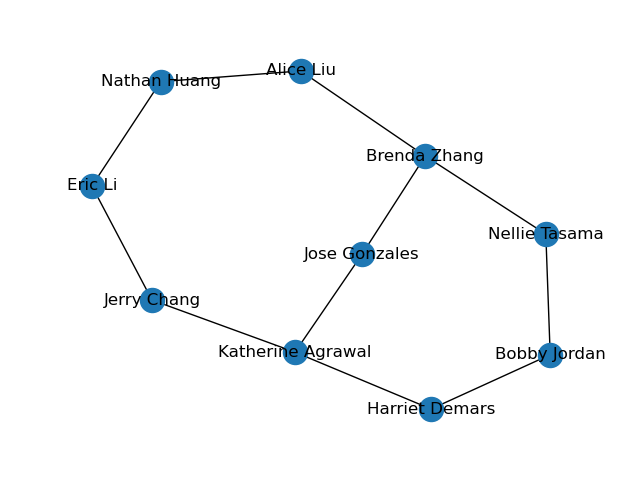 Alice Liu
Nathan Huang
Brenda Zhang
Eric Li
Nellie Tasama
Jose Gonzales
Jerry Chang
Katherine Agrawal
Bobby Jordan
Harriet Demars